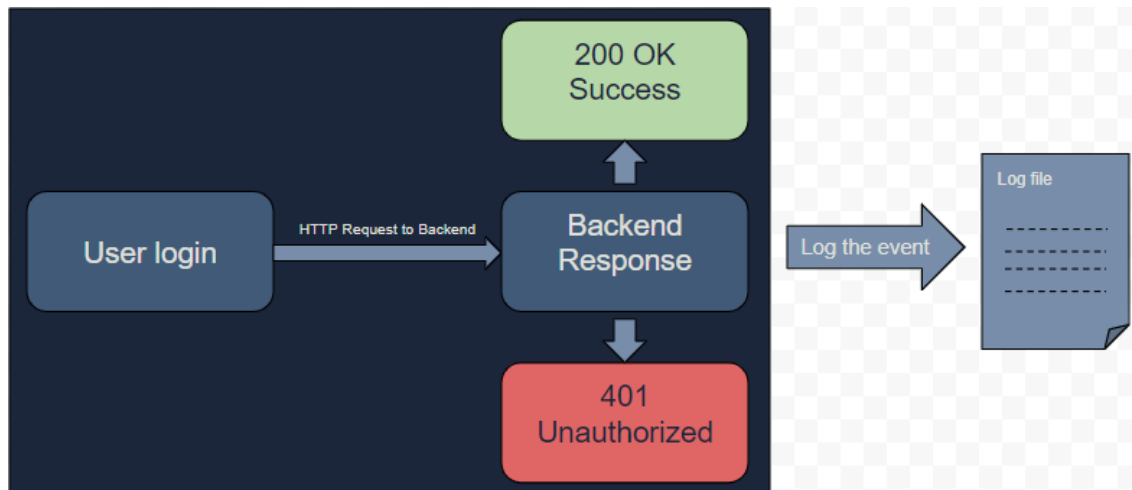 200 OK
Success
User login
HTTP Request to Backend
Backend
Response
Log the event
Log file
401
Unauthorized